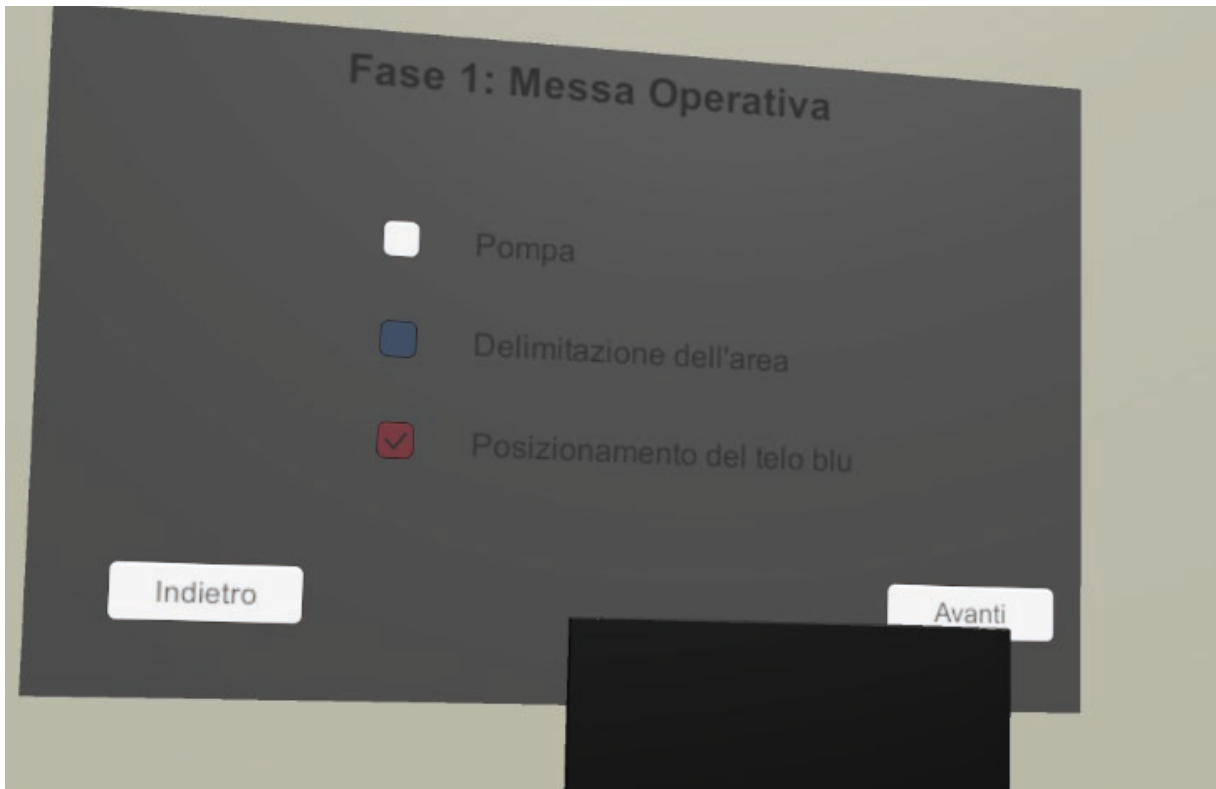 Fase 1: Messa Operativa
Pompa
Delimitazione dell'area
Posizionamento del telo blu
Indietro
Avanti